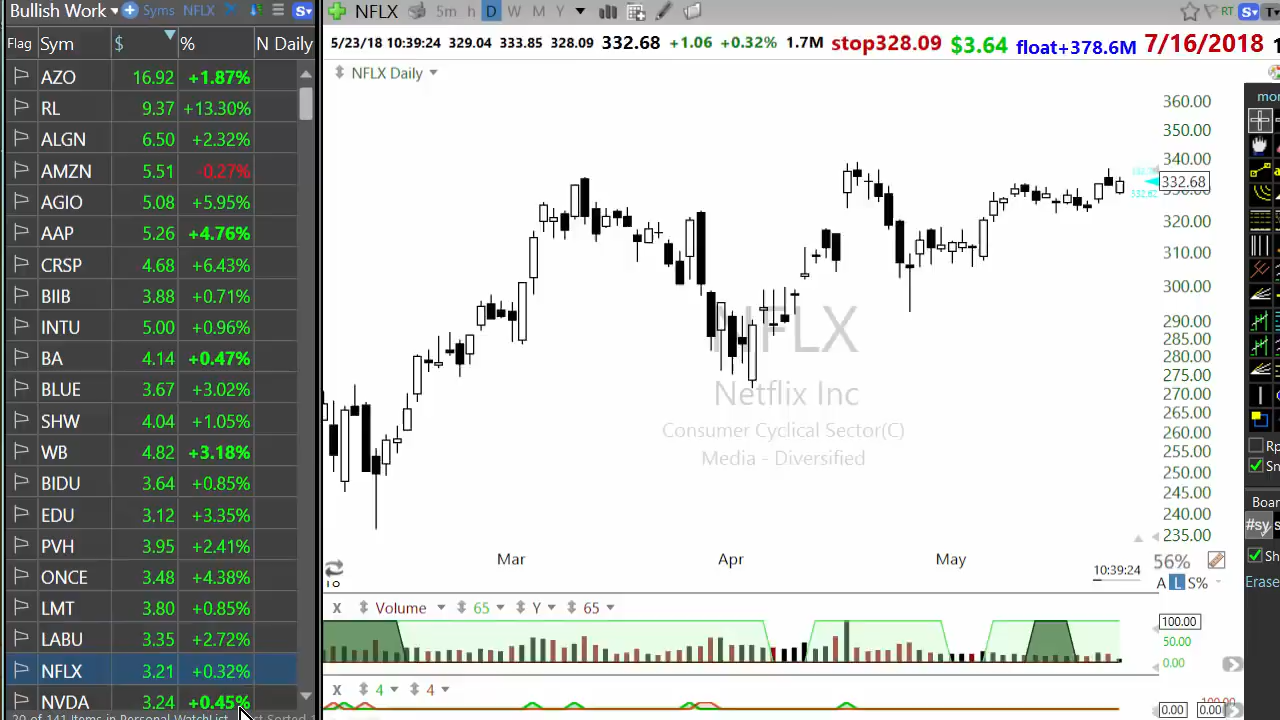 Bullish Work Syms NFLX
Flag Sym $ % N Daily
AZO 16.92 +1.87%
RL 9.37 +13.30%
ALGN 6.50 +2.32%
AMZN 5.51 -0.27%
AGIO 5.08 +5.95%
AAP 5.26 +4.76%
CRSP 4.68 +6.43%
BIIB 3.88 +0.71%
INTU 5.00 +0.96%
BA 4.14 +0.47%
BLUE 3.67 +3.02%
SHW 4.04 +1.05%
WB 4.82 +3.18%
BIDU 3.64 +0.85%
EDU 3.12 +3.35%
PVH 3.95 +2.41%
ONCE 3.48 +4.38%
LMT 3.80 +0.85%
LABU 3.35 +2.72%
NFLX 3.21 +0.32%
NVDA 3.24 +0.45%
NFLX 5m h D W M Y RT
5/23/18 10:39:24 329.04 333.85 328.09 332.68 +1.06 +0.32% 1.7M stop328.09 $3.64 float+378.6M 7/16/2018
NFLX Daily
360.00
350.00
340.00
332.68
320.00
310.00
300.00
290.00
285.00
280.00
275.00
270.00
265.00
260.00
255.00
250.00
245.00
240.00
235.00
NFLX
Netflix Inc
Consumer Cyclical Sector(C)
Media - Diversified
Mar Apr May
10:39:24
56%
A L S%
X Volume 65 Y 65
100.00
50.00
0.00
X 4 4
0.00 0.00
Erase